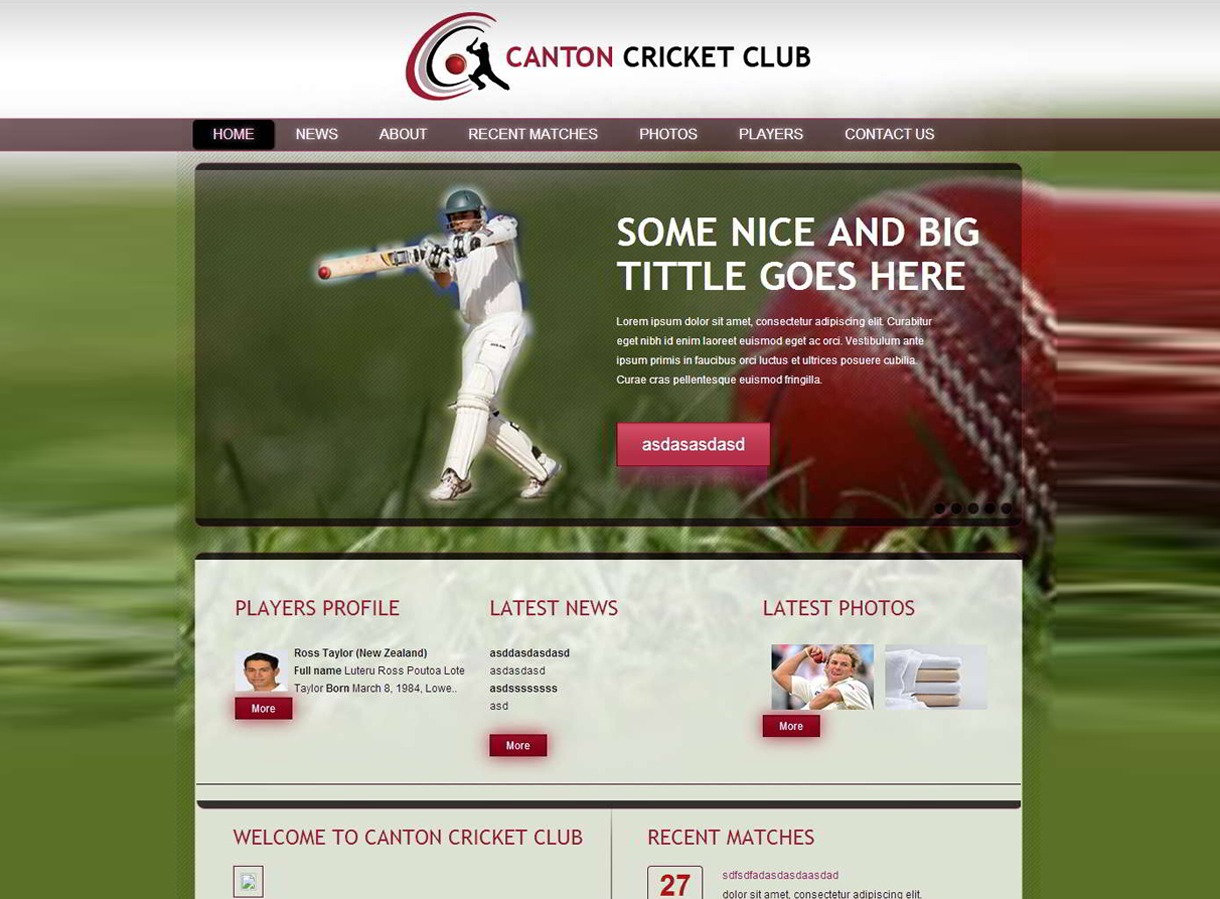 CANTON CRICKET CLUB
HOME NEWS ABOUT RECENT MATCHES PHOTOS PLAYERS CONTACT US
SOME NICE AND BIG
TITTLE GOES HERE
Lorem ipsum dolor sit amet, consectetur adipiscing elit. Curabitur
eget nibh id enim laoreet euismod eget ac orci. Vestibulum ante
ipsum primis in faucibus orci luctus et ultrices posuere cubilia.
Curae cras pellentesque euismod fringilla.
asdasasdasd
PLAYERS PROFILE
Ross Taylor (New Zealand)
Full name Luteru Ross Poutoa Lote
Taylor Born March 8, 1984, Lowe..
More
LATEST NEWS
asddasdasdasd
asdasdasd
asdssssssss
asd
More
LATEST PHOTOS
More
WELCOME TO CANTON CRICKET CLUB
RECENT MATCHES
27
sdfsdfadasdasdaasdad
dolor sit amet, consectetur adipiscing elit.